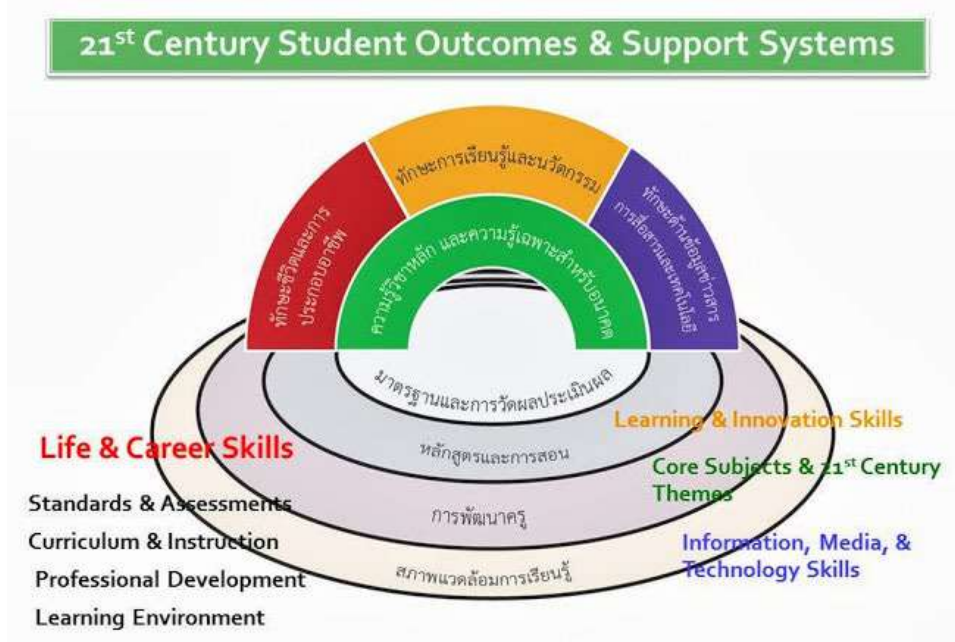 21st Century Student Outcomes & Support Systems
ทักษะการเรียนรู้และนวัตกรรม
ทักษะชีวิตและการ
ประกอบอาชีพ
ความรู้วิชาหลัก และความรู้เฉพาะสำหรับอนาคต
ทักษะด้านข้อมูลข่าวสาร
การสื่อสารและเทคโนโลยี
มาตรฐานและการวัดผลประเมินผล
หลักสูตรและการสอน
การพัฒนาครู
สภาพแวดล้อมการเรียนรู้
Life & Career Skills
Standards & Assessments
Curriculum & Instruction
Professional Development
Learning Environment
Learning & Innovation Skills
Core Subjects & 21st Century
Themes
Information, Media, &
Technology Skills